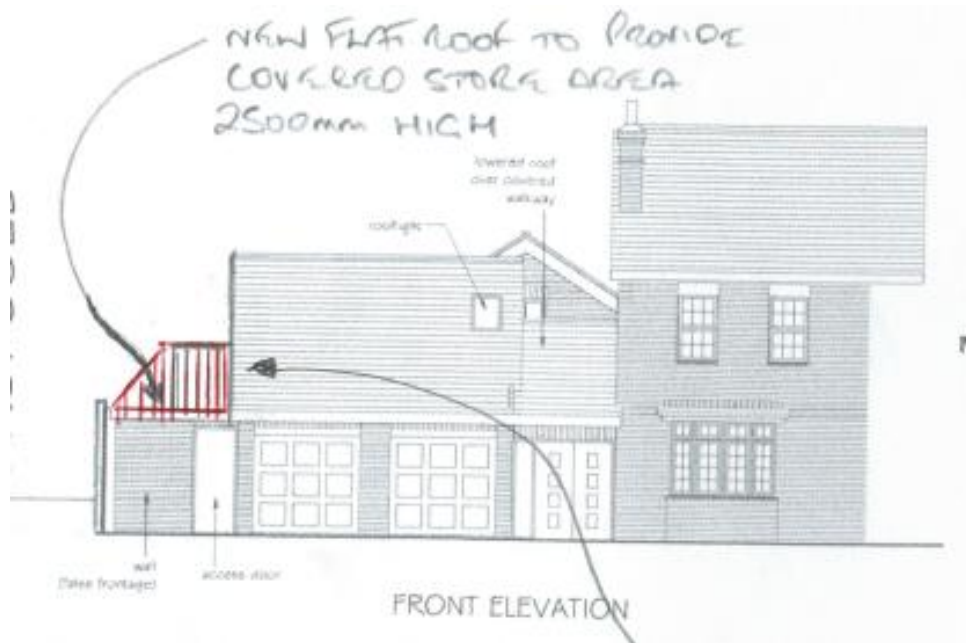 NEW FLAT ROOF TO PROVIDE
COVERED STORE AREA
2500mm HIGH
lowered roof
over covered
walkway
rooflight
wall
(false frontage)
access door
FRONT ELEVATION